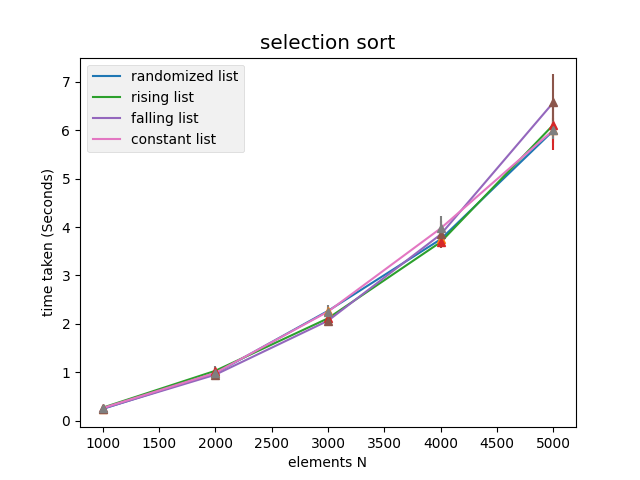 selection sort
randomized list
rising list
falling list
constant list
time taken (Seconds)
7
6
5
4
3
2
1
0
1000 1500 2000 2500 3000 3500 4000 4500 5000
elements N